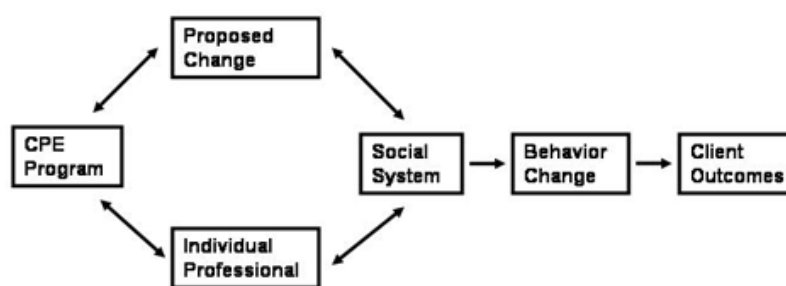 Proposed
Change
CPE
Program
Social
System
Behavior
Change
Client
Outcomes
Individual
Professional